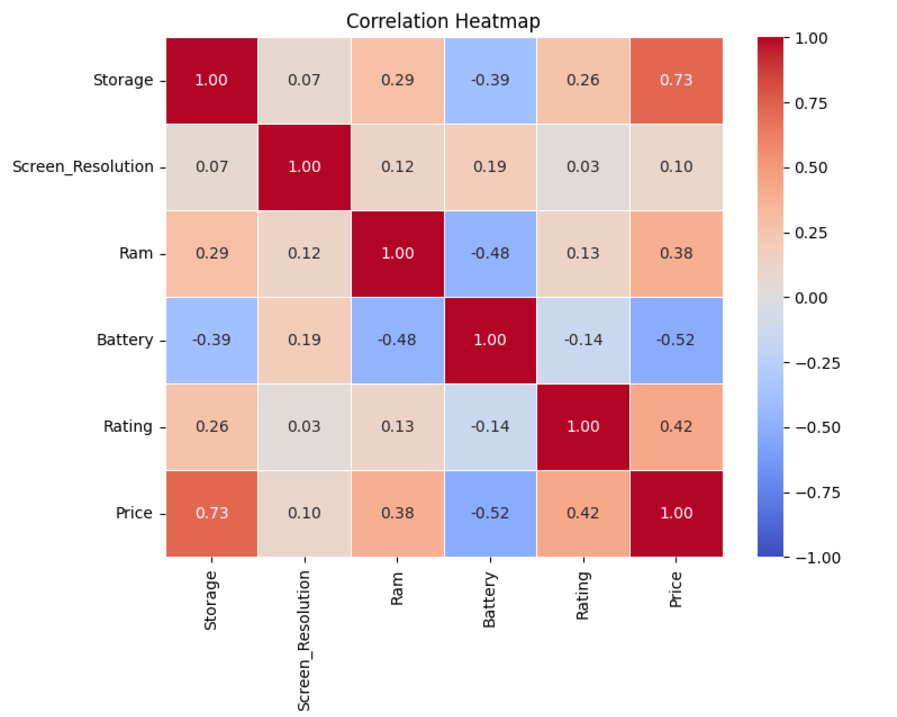 Correlation Heatmap
Storage 1.00 0.07 0.29 -0.39 0.26 0.73
Screen_Resolution 0.07 1.00 0.12 0.19 0.03 0.10
Ram 0.29 0.12 1.00 -0.48 0.13 0.38
Battery -0.39 0.19 -0.48 1.00 -0.14 -0.52
Rating 0.26 0.03 0.13 -0.14 1.00 0.42
Price 0.73 0.10 0.38 -0.52 0.42 1.00
Storage
Screen_Resolution
Ram
Battery
Rating
Price
1.00
0.75
0.50
0.25
0.00
−0.25
−0.50
−0.75
−1.00